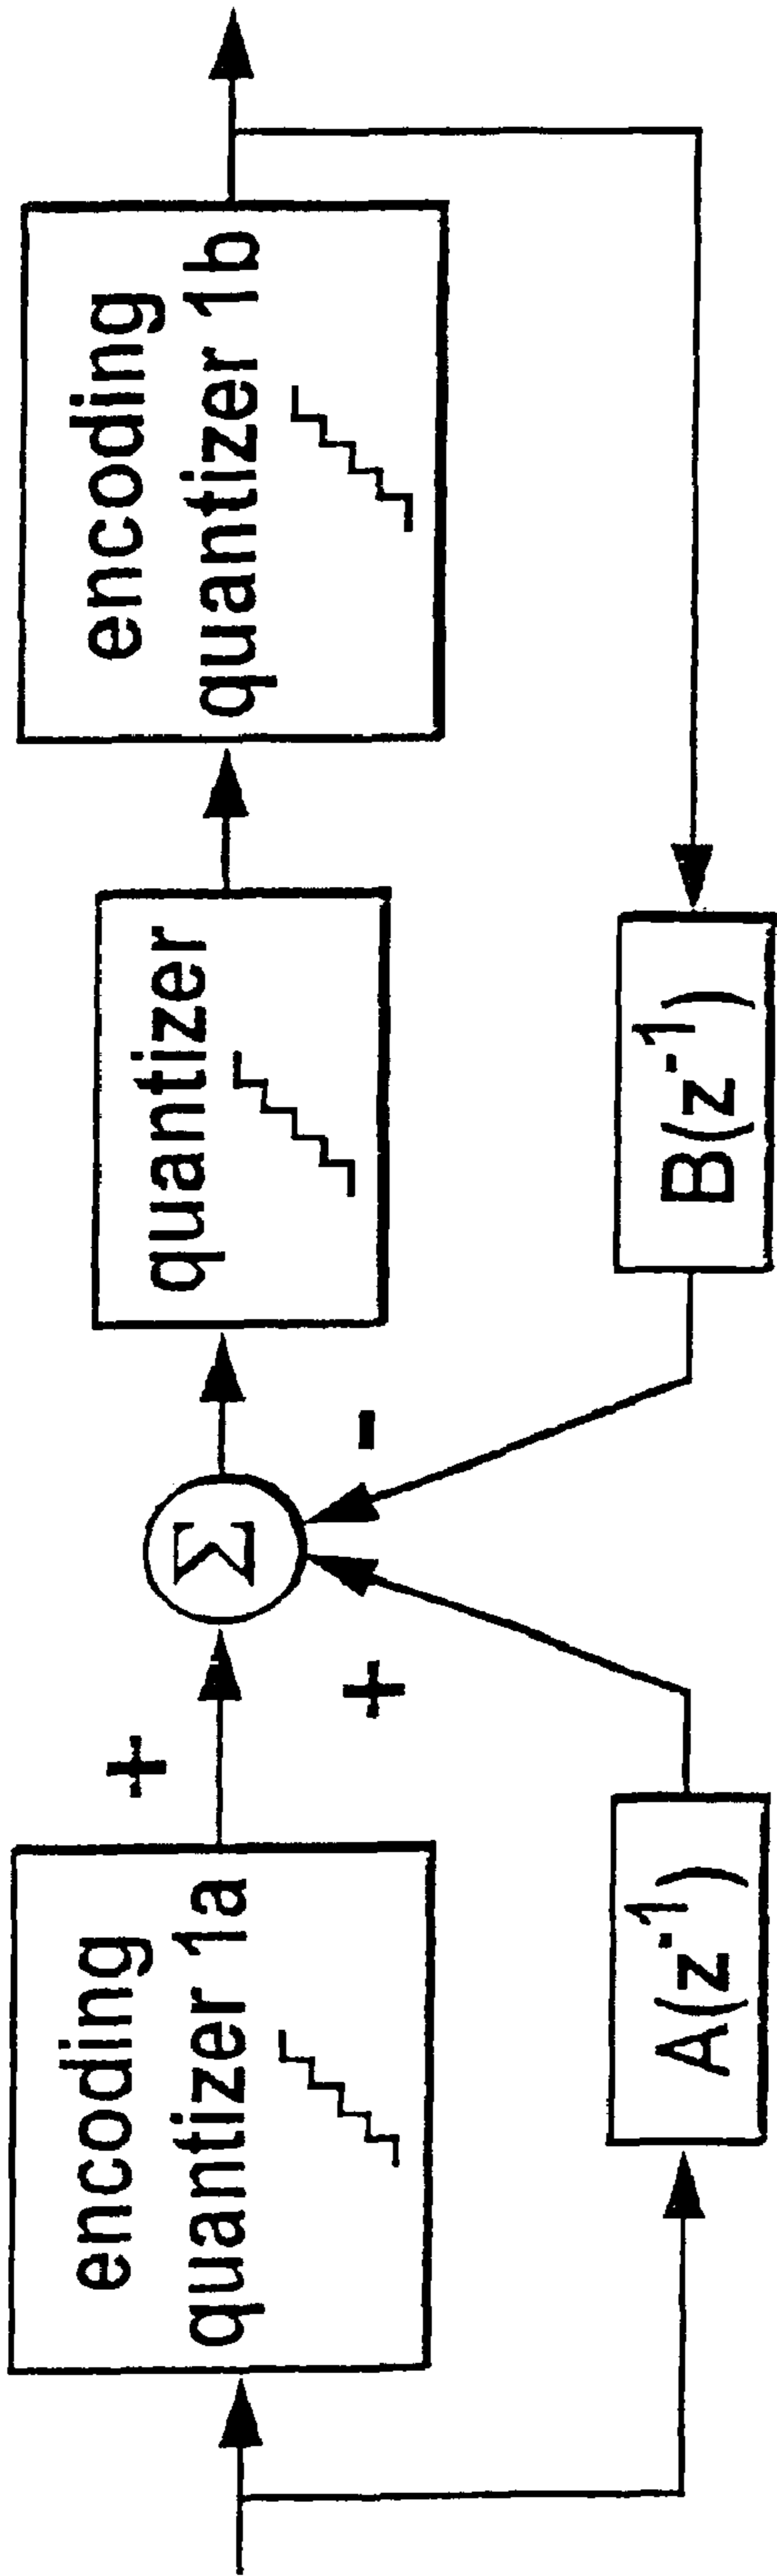 encoding
quantizer 1a
+
+
Σ
-
quantizer
encoding
quantizer 1b
A(z⁻¹)
B(z⁻¹)